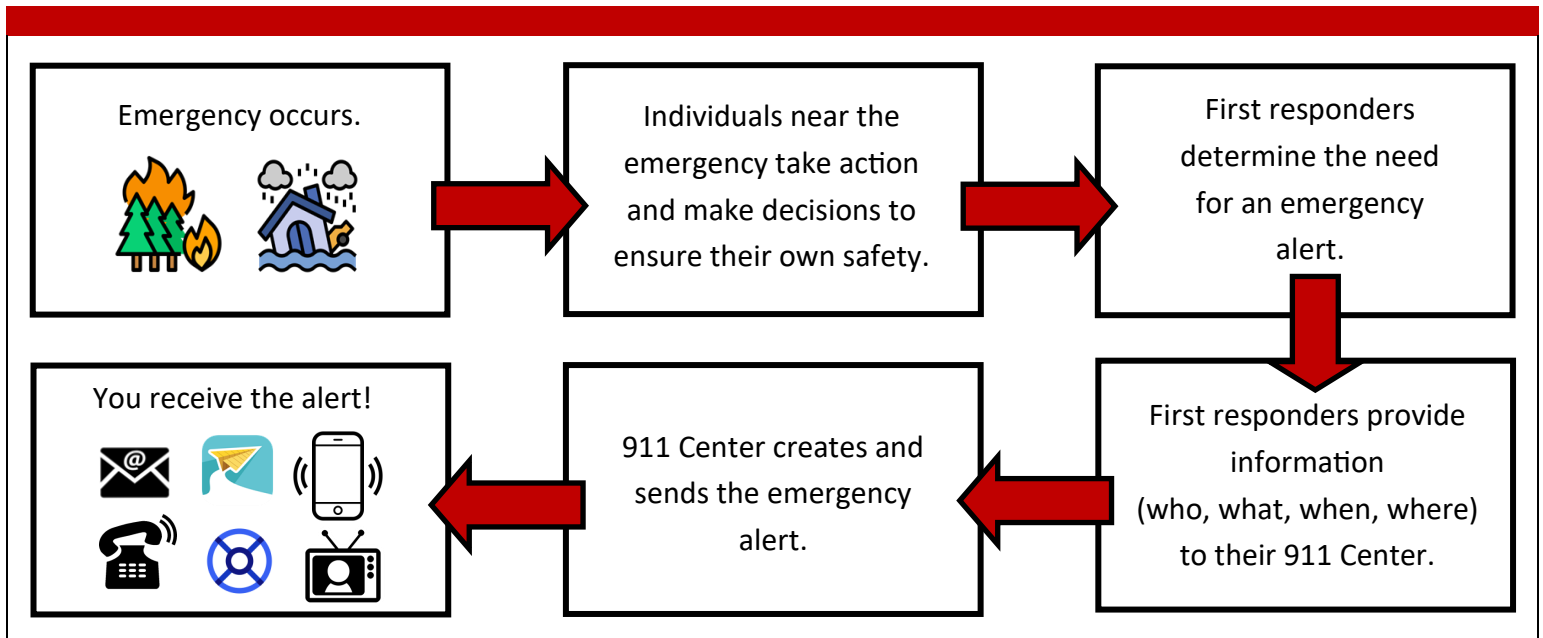 Emergency occurs.
Individuals near the
emergency take action
and make decisions to
ensure their own safety.
First responders
determine the need
for an emergency
alert.
First responders provide
information
(who, what, when, where)
to their 911 Center.
911 Center creates and
sends the emergency
alert.
You receive the alert!
@